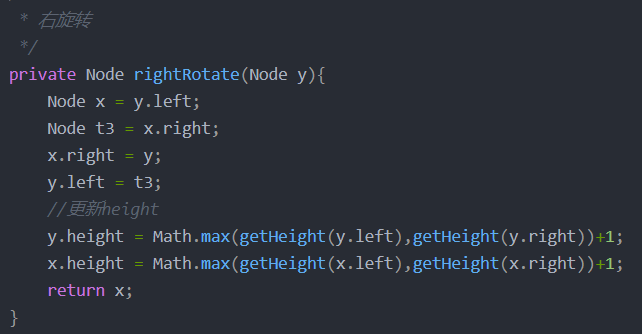 * 右旋转
*/
private Node rightRotate(Node y){
Node x = y.left;
Node t3 = x.right;
x.right = y;
y.left = t3;
//更新height
y.height = Math.max(getHeight(y.left),getHeight(y.right))+1;
x.height = Math.max(getHeight(x.left),getHeight(x.right))+1;
return x;
}